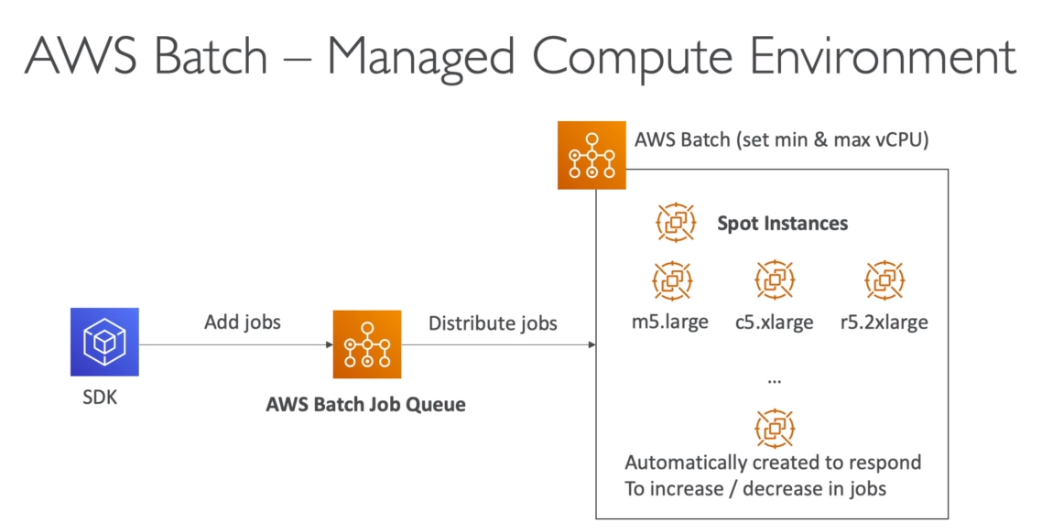 AWS Batch – Managed Compute Environment
AWS Batch (set min & max vCPU)
Spot Instances
m5.large c5.xlarge r5.2xlarge
Add jobs
Distribute jobs
SDK
AWS Batch Job Queue
...
Automatically created to respond
To increase / decrease in jobs